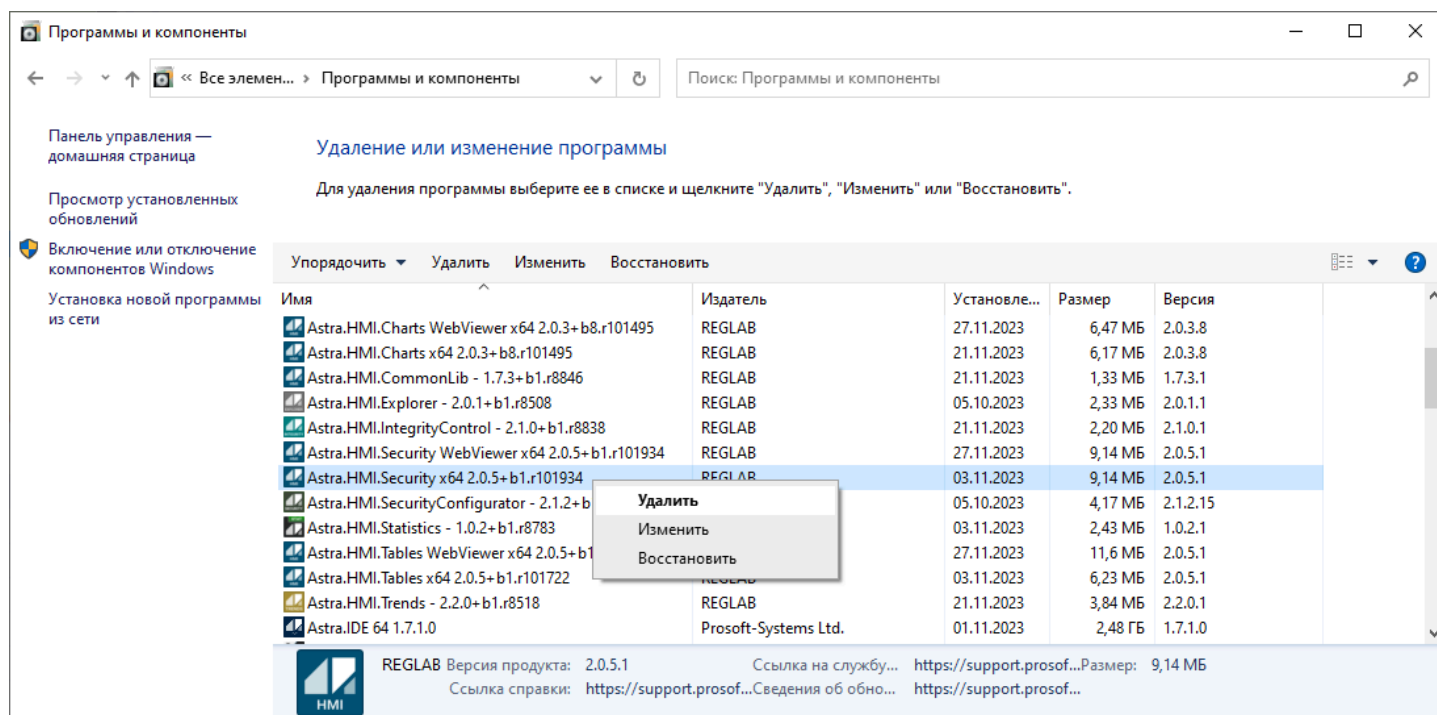 Программы и компоненты
« Все элемен... › Программы и компоненты
Поиск: Программы и компоненты
Панель управления —
домашняя страница
Просмотр установленных
обновлений
Включение или отключение
компонентов Windows
Установка новой программы
из сети
Удаление или изменение программы
Для удаления программы выберите ее в списке и щелкните "Удалить", "Изменить" или "Восстановить".
Упорядочить Удалить Изменить Восстановить
Имя Издатель Установле... Размер Версия
Astra.HMI.Charts WebViewer x64 2.0.3+b8.r101495 REGLAB 27.11.2023 6,47 МБ 2.0.3.8
Astra.HMI.Charts x64 2.0.3+b8.r101495 REGLAB 21.11.2023 6,17 МБ 2.0.3.8
Astra.HMI.CommonLib - 1.7.3+b1.r8846 REGLAB 21.11.2023 1,33 МБ 1.7.3.1
Astra.HMI.Explorer - 2.0.1+b1.r8508 REGLAB 05.10.2023 2,33 МБ 2.0.1.1
Astra.HMI.IntegrityControl - 2.1.0+b1.r8838 REGLAB 21.11.2023 2,20 МБ 2.1.0.1
Astra.HMI.Security WebViewer x64 2.0.5+b1.r101934 REGLAB 27.11.2023 9,14 МБ 2.0.5.1
Astra.HMI.Security x64 2.0.5+b1.r101934 REGLAB 03.11.2023 9,14 МБ 2.0.5.1
Astra.HMI.SecurityConfigurator - 2.1.2+b 05.10.2023 4,17 МБ 2.1.2.15
Astra.HMI.Statistics - 1.0.2+b1.r8783 03.11.2023 2,43 МБ 1.0.2.1
Astra.HMI.Tables WebViewer x64 2.0.5+b1 27.11.2023 11,6 МБ 2.0.5.1
Astra.HMI.Tables x64 2.0.5+b1.r101722 REGLAB 03.11.2023 6,23 МБ 2.0.5.1
Astra.HMI.Trends - 2.2.0+b1.r8518 REGLAB 21.11.2023 3,84 МБ 2.2.0.1
Astra.IDE 64 1.7.1.0 Prosoft-Systems Ltd. 01.11.2023 2,48 ГБ 1.7.1.0
Удалить
Изменить
Восстановить
REGLAB Версия продукта: 2.0.5.1 Ссылка на службу... https://support.prosof... Размер: 9,14 МБ
Ссылка справки: https://support.prosof... Сведения об обно... https://support.prosof...
HMI